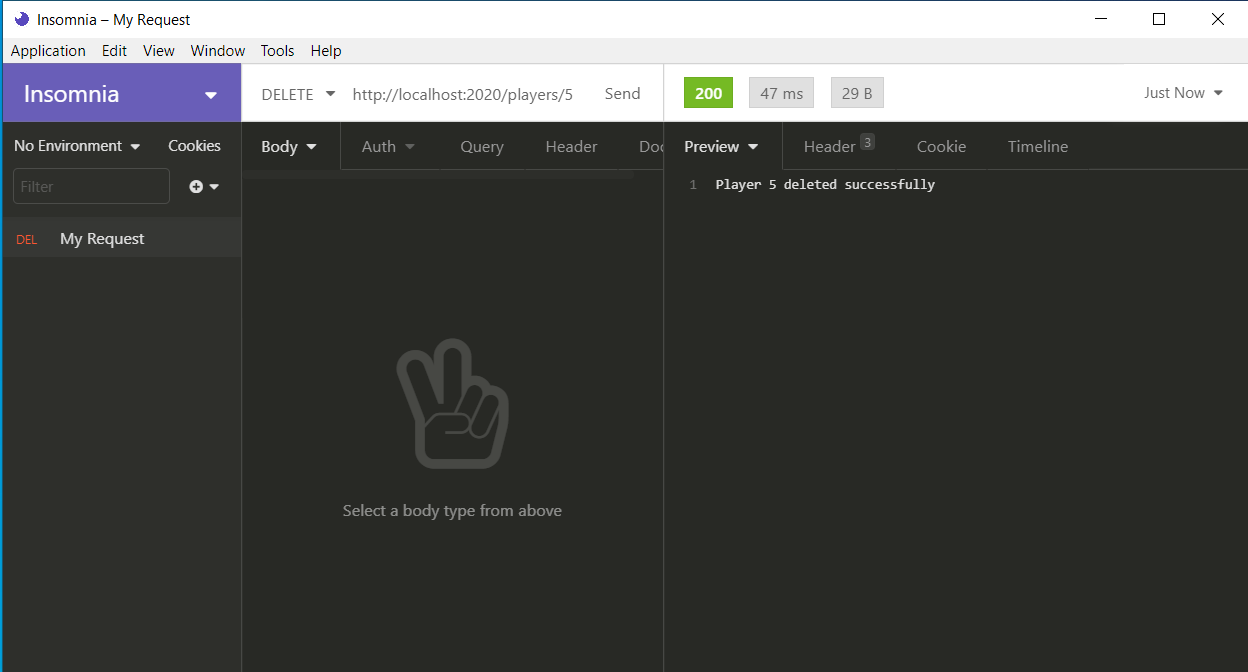 Insomnia – My Request
Application Edit View Window Tools Help
Insomnia
DELETE http://localhost:2020/players/5 Send
200 47 ms 29 B Just Now
No Environment Cookies
Body Auth Query Header Doc
Preview Header 3 Cookie Timeline
Filter
1 Player 5 deleted successfully
DEL My Request
Select a body type from above